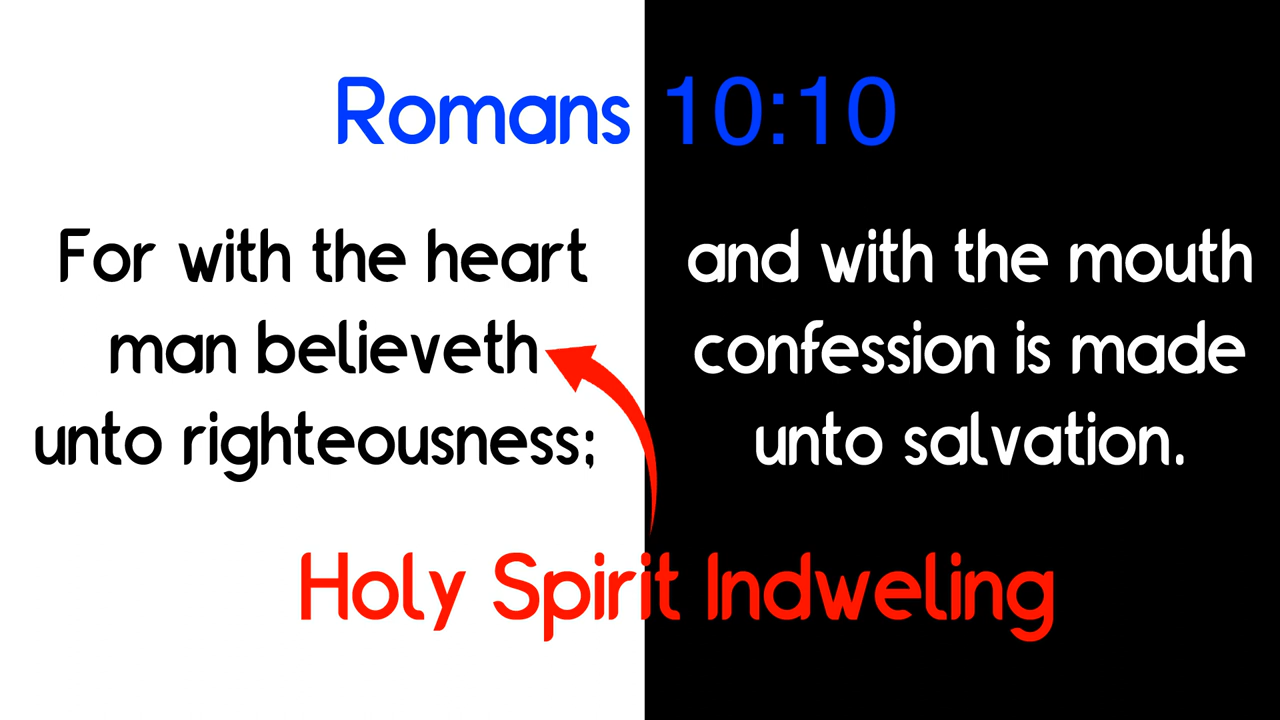 Romans 10:10
For with the heart
man believeth
unto righteousness;
and with the mouth
confession is made
unto salvation.
Holy Spirit Indweling